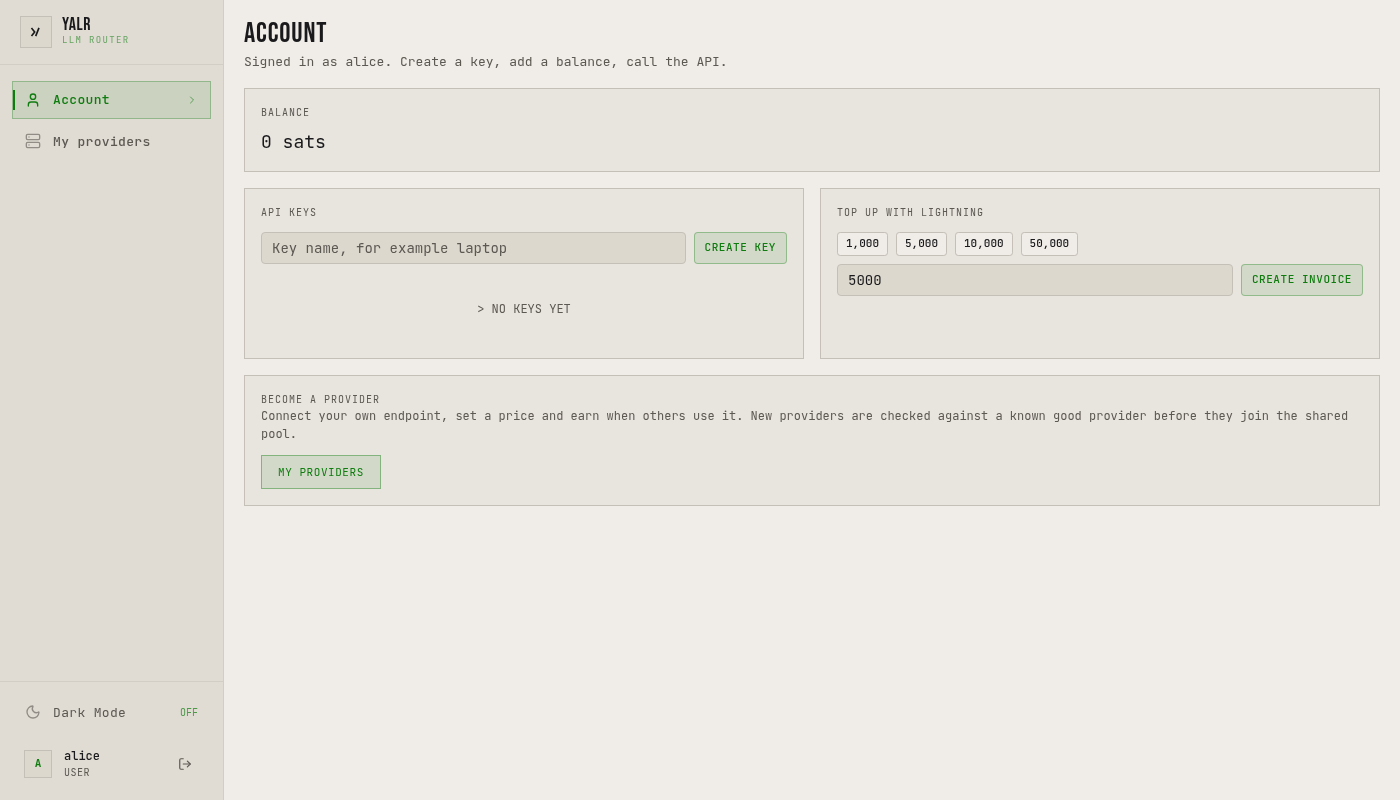 YALR
LLM ROUTER
Account
My providers
Dark Mode
OFF
A
alice
USER
ACCOUNT
Signed in as alice. Create a key, add a balance, call the API.
BALANCE
0 sats
API KEYS
Key name, for example laptop
CREATE KEY
> NO KEYS YET
TOP UP WITH LIGHTNING
1,000
5,000
10,000
50,000
5000
CREATE INVOICE
BECOME A PROVIDER
Connect your own endpoint, set a price and earn when others use it. New providers are checked against a known good provider before they join the shared
pool.
MY PROVIDERS